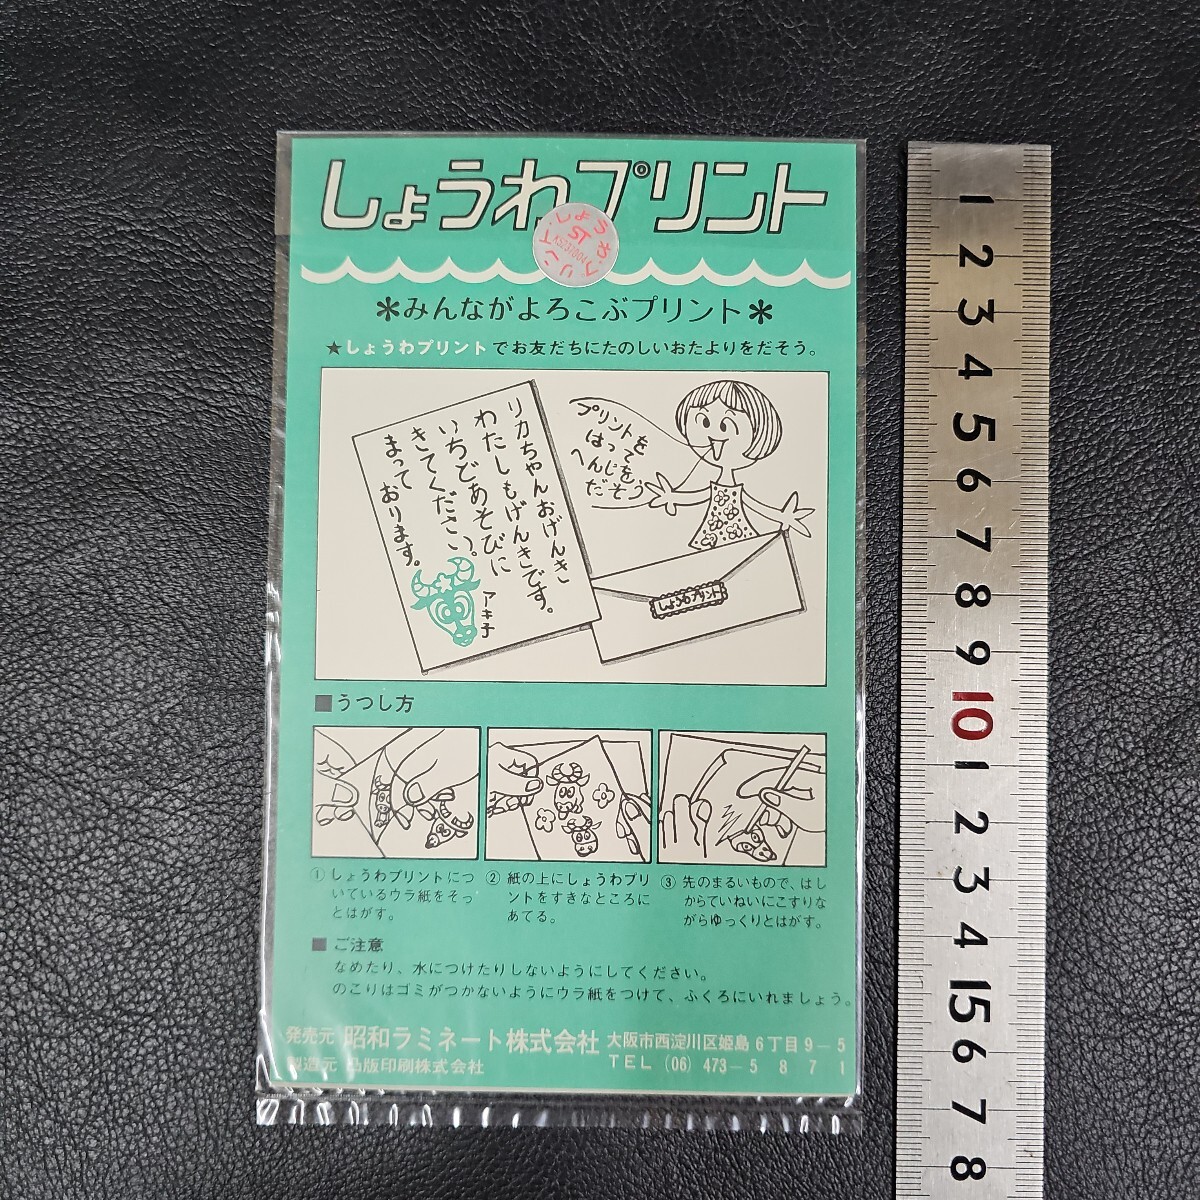 しょうわプリント
しょうわプリント
ST
＊みんながよろこぶプリント＊
★しょうわプリントでお友だちにたのしいおたよりをだそう。
リカちゃんおげんき
わたしもげんきです。
いちどあそびに
きてください。
まって
おります。
アキ子
プリントを
はって
へんじを
だそう
しょうわプリント
■うつし方
①しょうわプリントにつ
いているウラ紙をそっ
とはがす。
②紙の上にしょうわプリ
ントをすきなところに
あてる。
③先のまるいもので、はし
からていねいにこすりな
がらゆっくりとはがす。
■ご注意
なめたり、水につけたりしないようにしてください。
のこりはゴミがつかないようにウラ紙をつけて、ふくろにいれましょう。
発売元 昭和ラミネート株式会社 大阪市西淀川区姫島6丁目9-5
製造元 凸版印刷株式会社 TEL (06) 473-5871
1
2
3
4
5
6
7
8
9
10
1
2
3
4
15
6
7
8